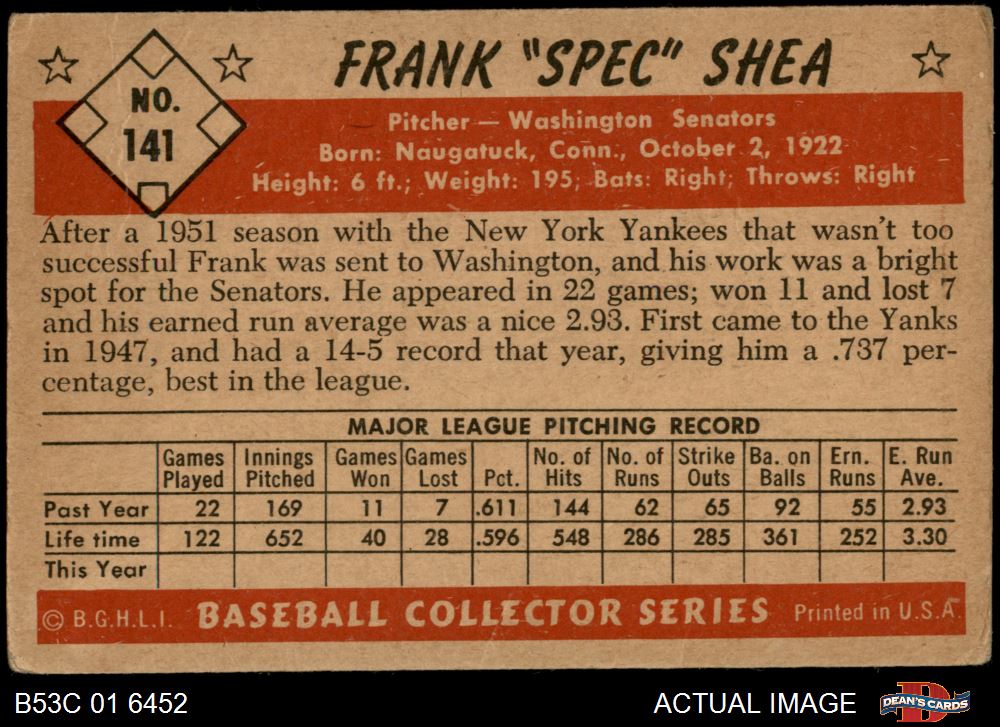 FRANK "SPEC" SHEA
NO.
141
Pitcher — Washington Senators
Born: Naugatuck, Conn., October 2, 1922
Height: 6 ft.; Weight: 195; Bats: Right; Throws: Right
After a 1951 season with the New York Yankees that wasn't too
successful Frank was sent to Washington, and his work was a bright
spot for the Senators. He appeared in 22 games; won 11 and lost 7
and his earned run average was a nice 2.93. First came to the Yanks
in 1947, and had a 14-5 record that year, giving him a .737 per-
centage, best in the league.
MAJOR LEAGUE PITCHING RECORD
Games Played Innings Pitched Games Won Games Lost Pct. No. of Hits No. of Runs Strike Outs Ba. on Balls Ern. Runs E. Run Ave.
Past Year 22 169 11 7 .611 144 62 65 92 55 2.93
Life time 122 652 40 28 .596 548 286 285 361 252 3.30
This Year
© B.G.H.L.I. BASEBALL COLLECTOR SERIES Printed in U.S.A.
B53C 01 6452 ACTUAL IMAGE DEAN'S CARDS